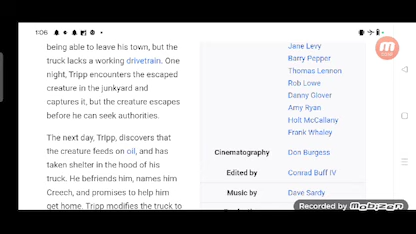 1:06
being able to leave his town, but the
truck lacks a working drivetrain. One
night, Tripp encounters the escaped
creature in the junkyard and
captures it, but the creature escapes
before he can seek authorities.
The next day, Tripp, discovers that
the creature feeds on oil, and has
taken shelter in the hood of his
truck. He befriends him, names him
Creech, and promises to help him
get home. Tripp modifies the truck to
Jane Levy
Barry Pepper
Thomas Lennon
Rob Lowe
Danny Glover
Amy Ryan
Holt McCallany
Frank Whaley
Cinematography Don Burgess
Edited by Conrad Buff IV
Music by Dave Sardy
Recorded by Mobizen